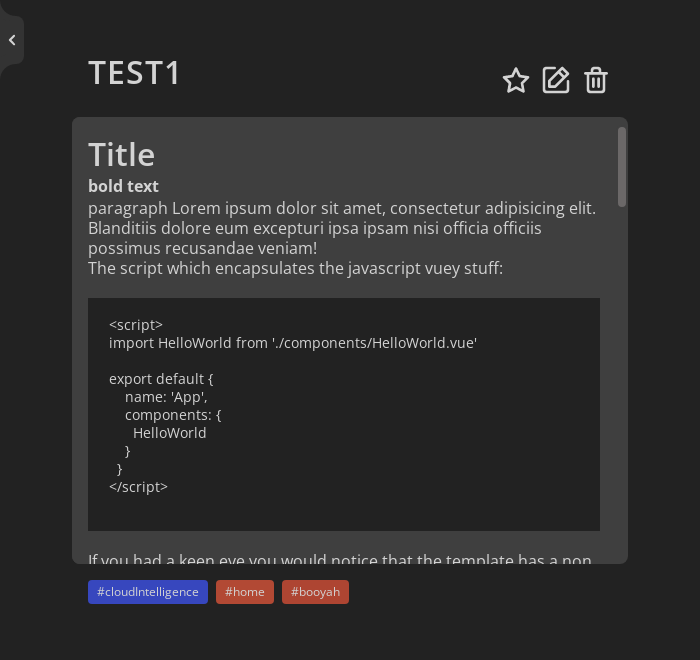 TEST1
Title
bold text
paragraph Lorem ipsum dolor sit amet, consectetur adipisicing elit.
Blanditiis dolore eum excepturi ipsa ipsam nisi officia officiis
possimus recusandae veniam!
The script which encapsulates the javascript vuey stuff:
<script>
import HelloWorld from './components/HelloWorld.vue'
export default {
    name: 'App',
    components: {
      HelloWorld
    }
  }
</script>
If you had a keen eye you would notice that the template has a non
#cloudIntelligence #home #booyah